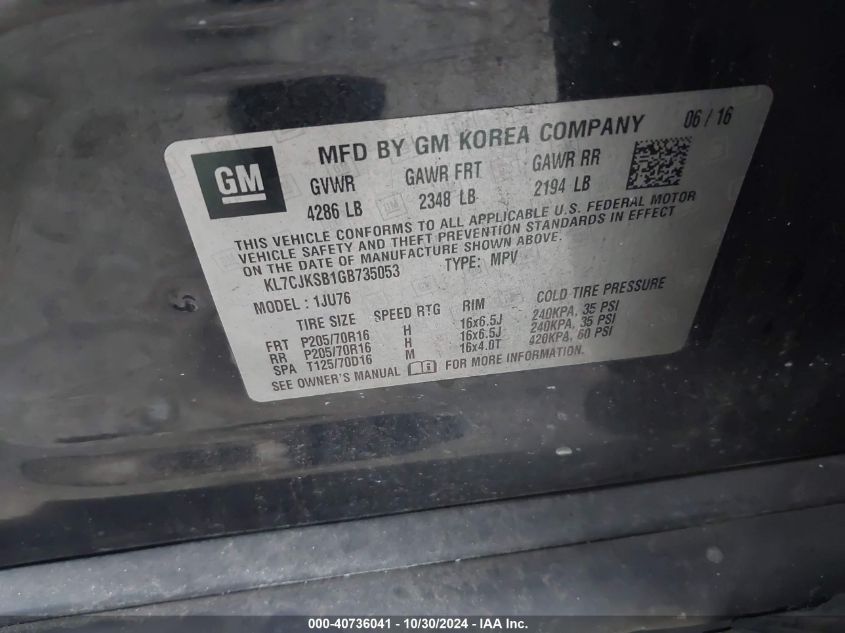 GM
MFD BY GM KOREA COMPANY 06 / 16
GVWR GAWR FRT GAWR RR
4286 LB 2348 LB 2194 LB
THIS VEHICLE CONFORMS TO ALL APPLICABLE U.S. FEDERAL MOTOR
VEHICLE SAFETY AND THEFT PREVENTION STANDARDS IN EFFECT
ON THE DATE OF MANUFACTURE SHOWN ABOVE.
KL7CJKSB1GB735053 TYPE: MPV
MODEL : 1JU76
TIRE SIZE SPEED RTG RIM COLD TIRE PRESSURE
FRT P205/70R16 H 16x6.5J 240KPA, 35 PSI
RR P205/70R16 H 16x6.5J 240KPA, 35 PSI
SPA T125/70D16 M 16x4.0T 420KPA, 60 PSI
SEE OWNER'S MANUAL FOR MORE INFORMATION.
000-40736041 / 10/30/2024 - IAA Inc.